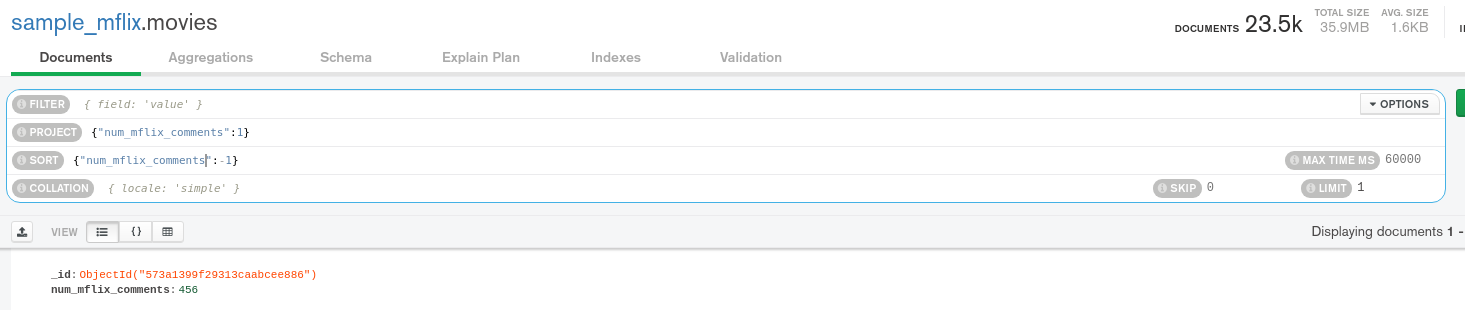 sample_mflix.movies
DOCUMENTS 23.5k TOTAL SIZE 35.9MB AVG. SIZE 1.6KB
Documents Aggregations Schema Explain Plan Indexes Validation
FILTER { field: 'value' } OPTIONS
PROJECT {"num_mflix_comments":1}
SORT {"num_mflix_comments":-1} MAX TIME MS 60000
COLLATION { locale: 'simple' } SKIP 0 LIMIT 1
VIEW {} Displaying documents 1 -
_id: ObjectId("573a1399f29313caabcee886")
num_mflix_comments: 456